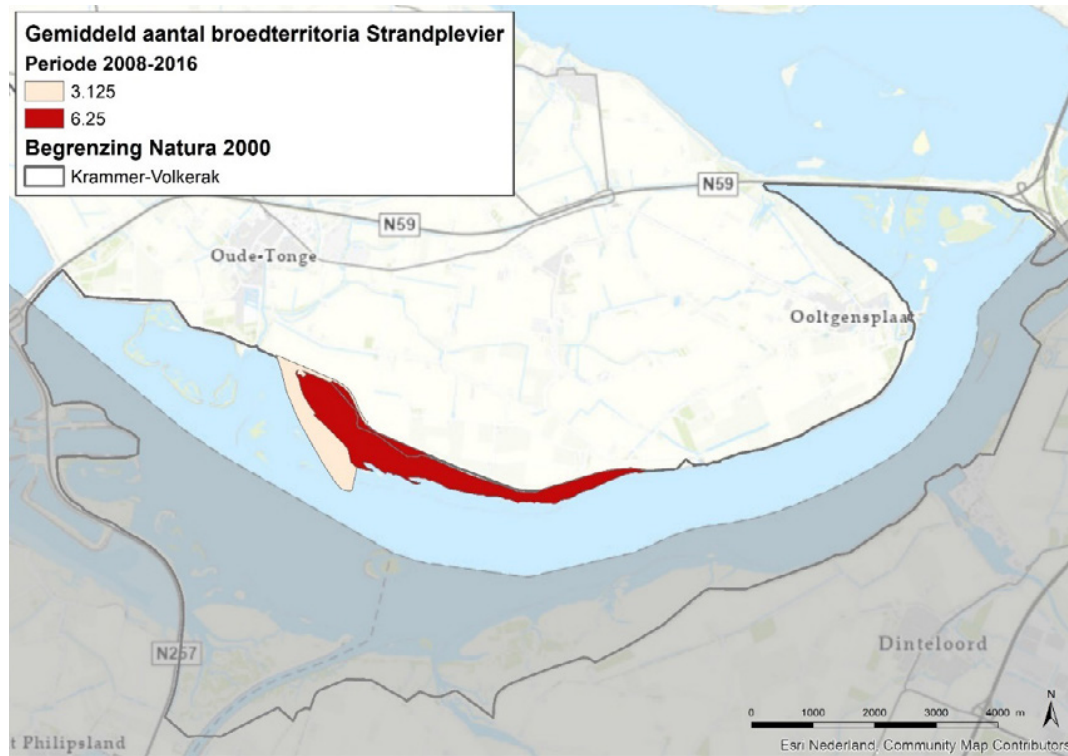 Gemiddeld aantal broedterritoria Strandplevier
Periode 2008-2016
3.125
6.25
Begrenzing Natura 2000
Krammer-Volkerak
N59
N59
Oude-Tonge
Ooltgensplaat
N257
Dinteloord
t Philipsland
N
0 1000 2000 3000 4000 m
Esri Nederland, Community Map Contributors